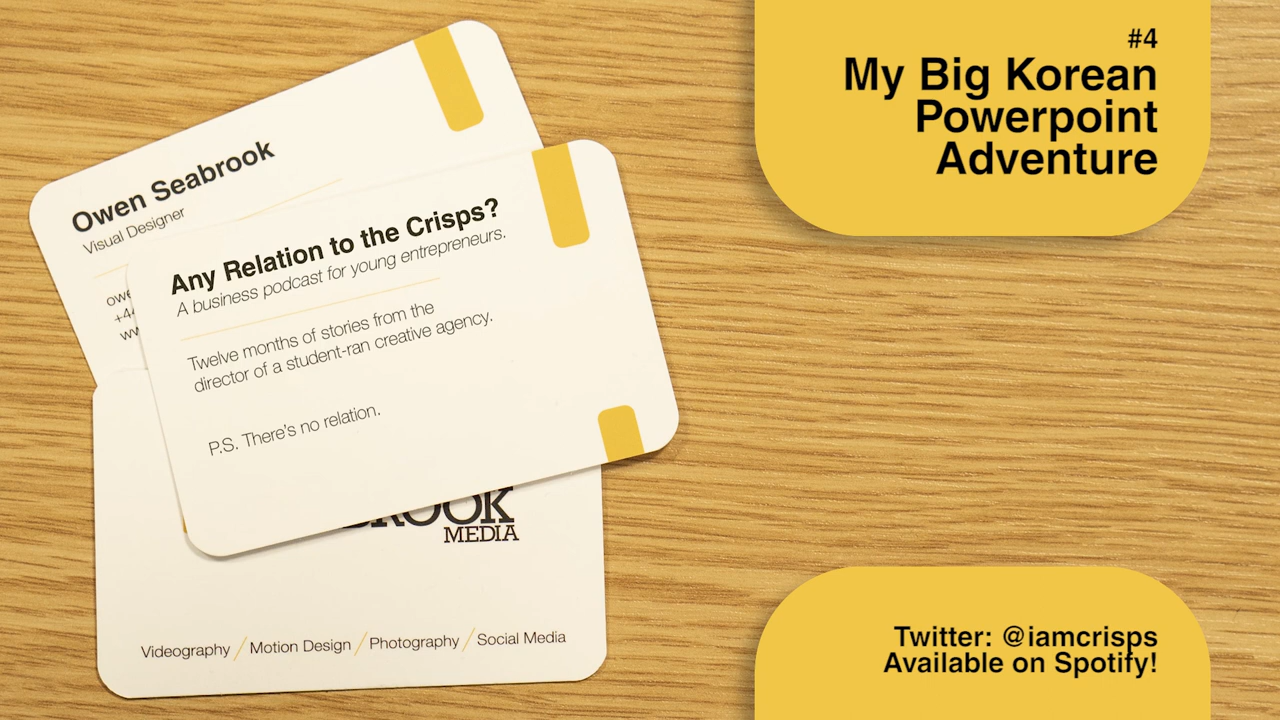 Owen Seabrook
Visual Designer
Any Relation to the Crisps?
A business podcast for young entrepreneurs.
Twelve months of stories from the
director of a student-ran creative agency.
P.S. There's no relation.
MEDIA
Videography / Motion Design / Photography / Social Media
#4
My Big Korean
Powerpoint
Adventure
Twitter: @iamcrisps
Available on Spotify!